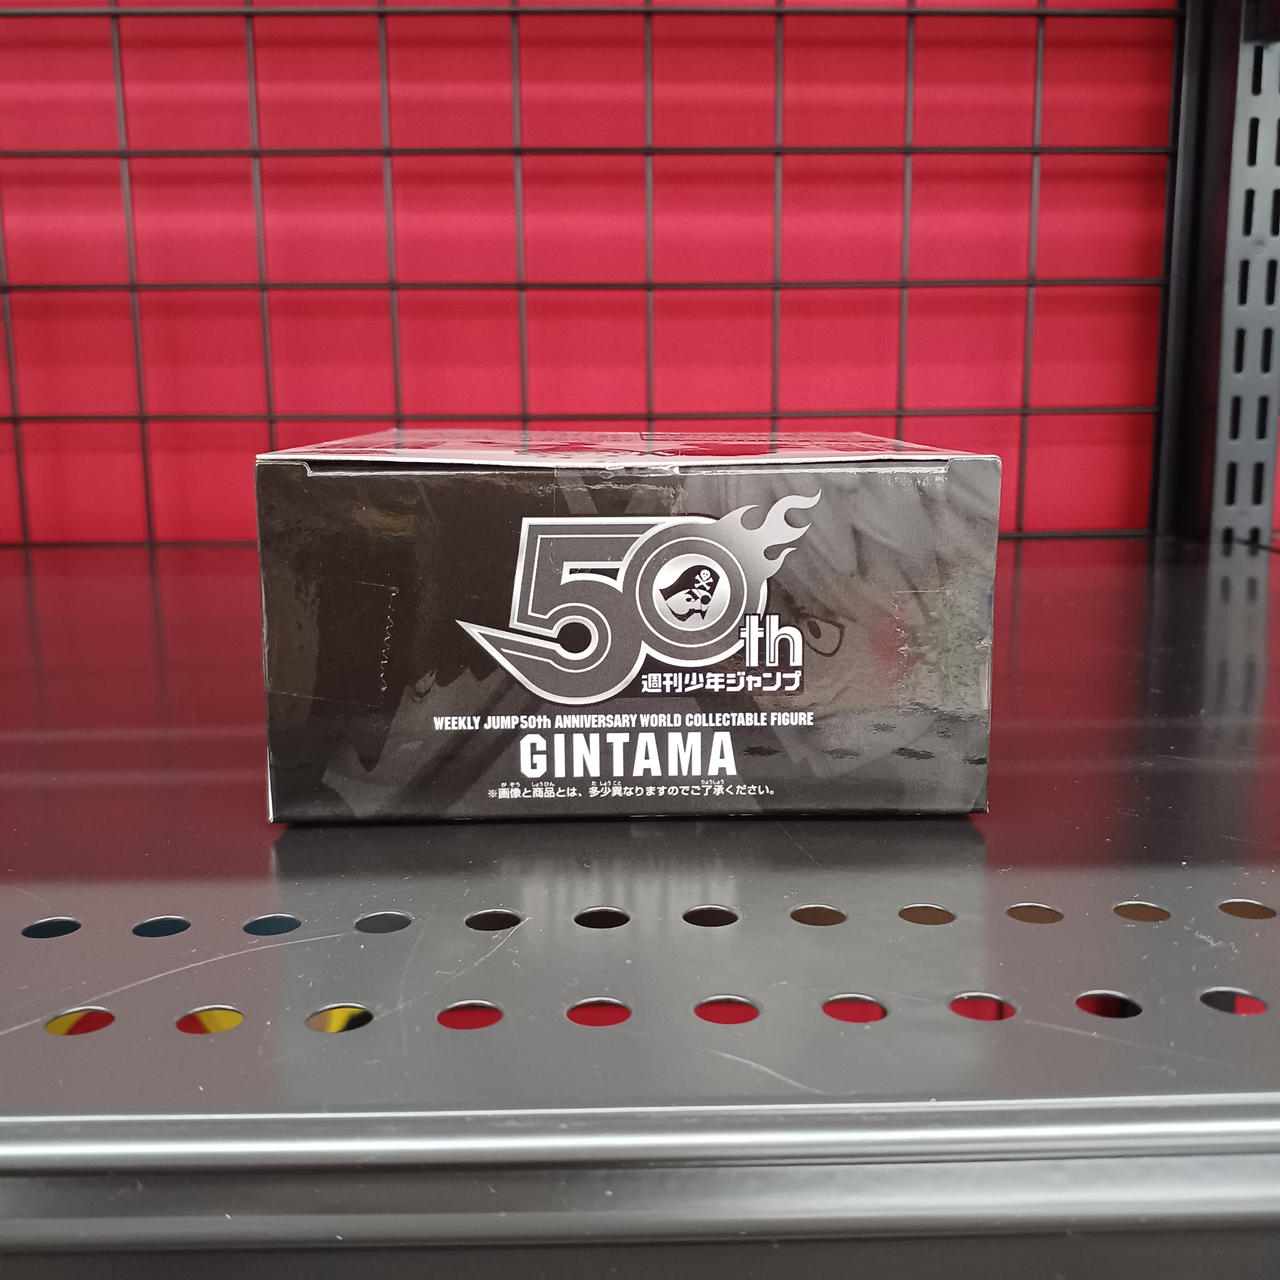 50th
週刊少年ジャンプ
WEEKLY JUMP50th ANNIVERSARY WORLD COLLECTABLE FIGURE
GINTAMA
※画像と商品とは、多少異なりますのでご了承ください。